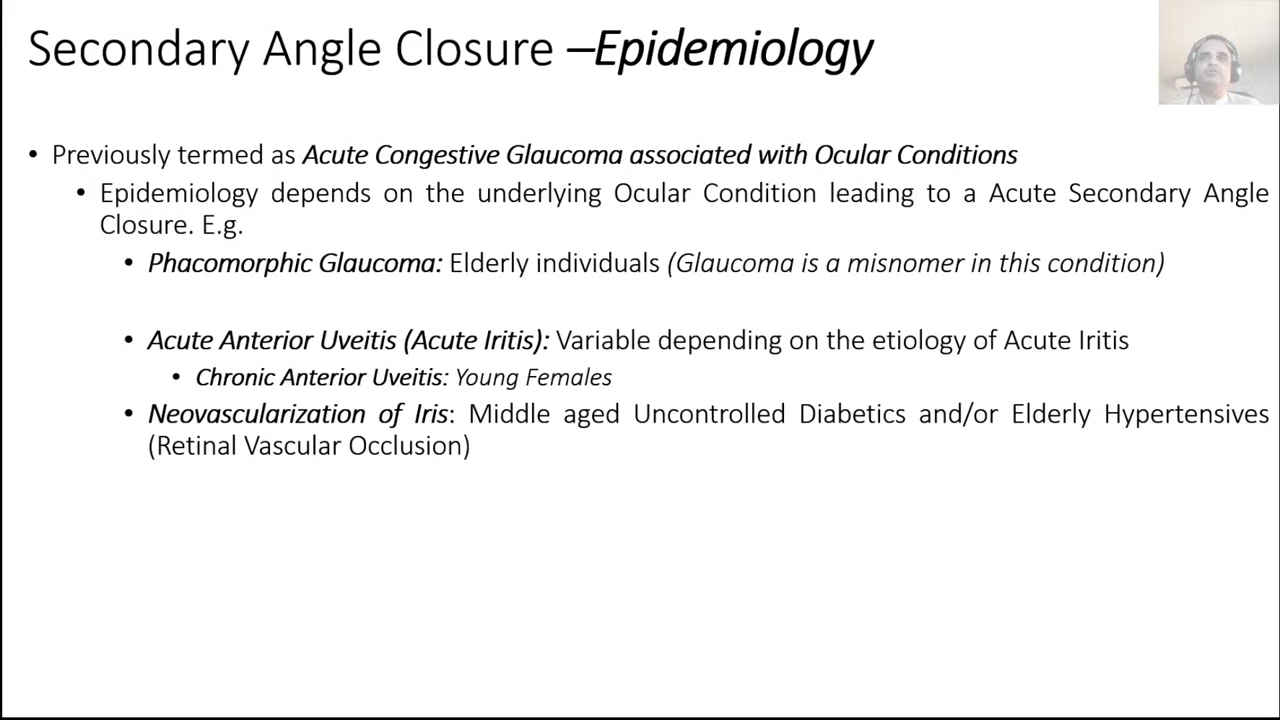 Secondary Angle Closure –Epidemiology
• Previously termed as Acute Congestive Glaucoma associated with Ocular Conditions
• Epidemiology depends on the underlying Ocular Condition leading to a Acute Secondary Angle
Closure. E.g.
• Phacomorphic Glaucoma: Elderly individuals (Glaucoma is a misnomer in this condition)
• Acute Anterior Uveitis (Acute Iritis): Variable depending on the etiology of Acute Iritis
• Chronic Anterior Uveitis: Young Females
• Neovascularization of Iris: Middle aged Uncontrolled Diabetics and/or Elderly Hypertensives
(Retinal Vascular Occlusion)